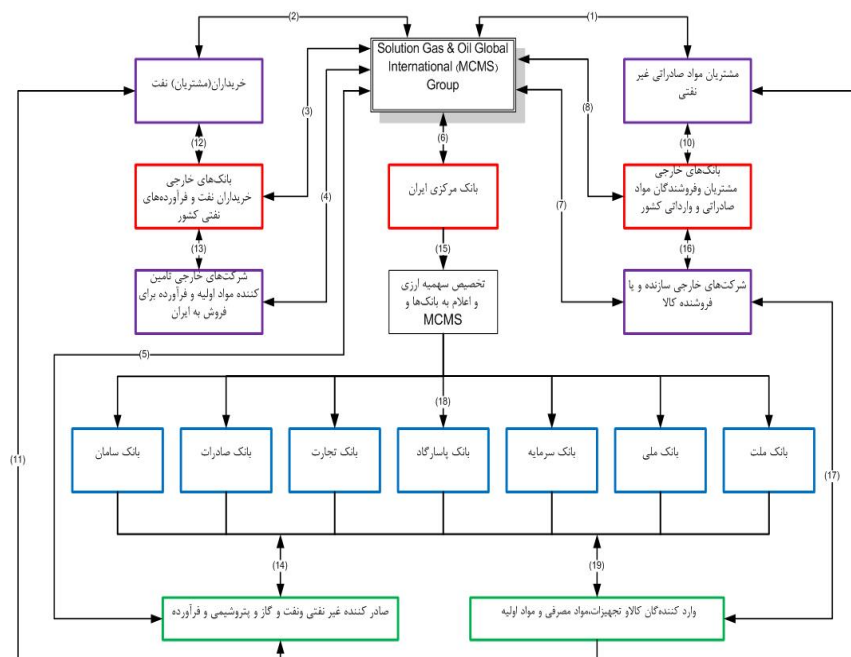 (2)
(1)
Solution Gas & Oil Global
International (MCMS)
Group
خریداران(مشتریان) نفت
مشتریان مواد صادراتی غیر
نفتی
(3)
(8)
(12)
(6)
(10)
بانک‌های خارجی
خریداران نفت و فرآورده‌های
نفتی کشور
(4)
بانک مرکزی ایران
(7)
بانک‌های خارجی
مشتریان وفروشندگان مواد
صادراتی و وارداتی کشور
(13)
(15)
(16)
شرکت‌های خارجی تامین
کننده مواد اولیه و فرآورده برای
فروش به ایران
تخصیص سهمیه ارزی
و اعلام به بانک‌ها و
MCMS
شرکت‌های خارجی سازنده و یا
فروشنده کالا
(5)
(18)
(11)
(17)
بانک سامان
بانک صادرات
بانک تجارت
بانک پاسارگاد
بانک سرمایه
بانک ملی
بانک ملت
(14)
(19)
صادر کننده غیر نفتی ونفت و گاز و پتروشیمی و فرآورده
وارد کننده‌گان کالاو تجهیزات،مواد مصرفی و مواد اولیه